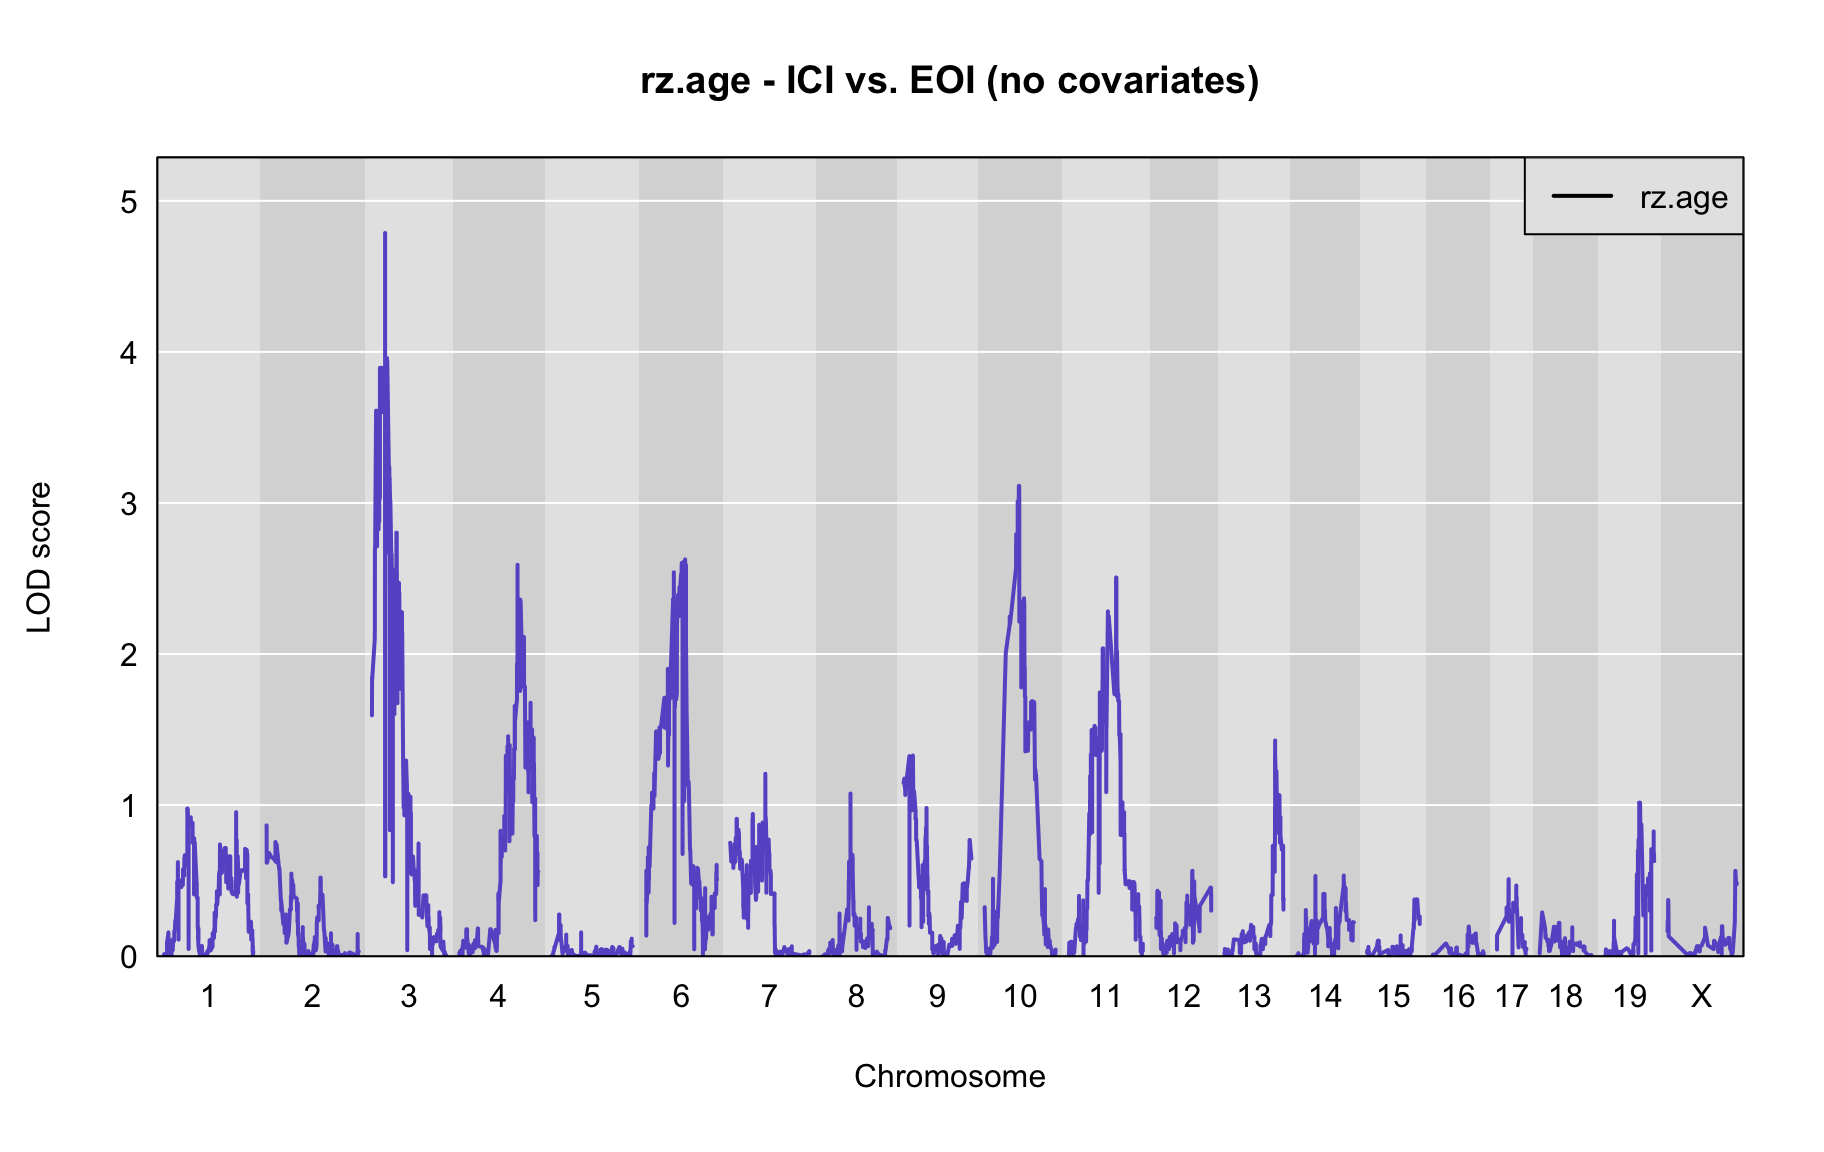 rz.age - ICI vs. EOI (no covariates)
rz.age
5
4
3
2
1
0
LOD score
1 2 3 4 5 6 7 8 9 10 11 12 13 14 15 16 17 18 19 X
Chromosome